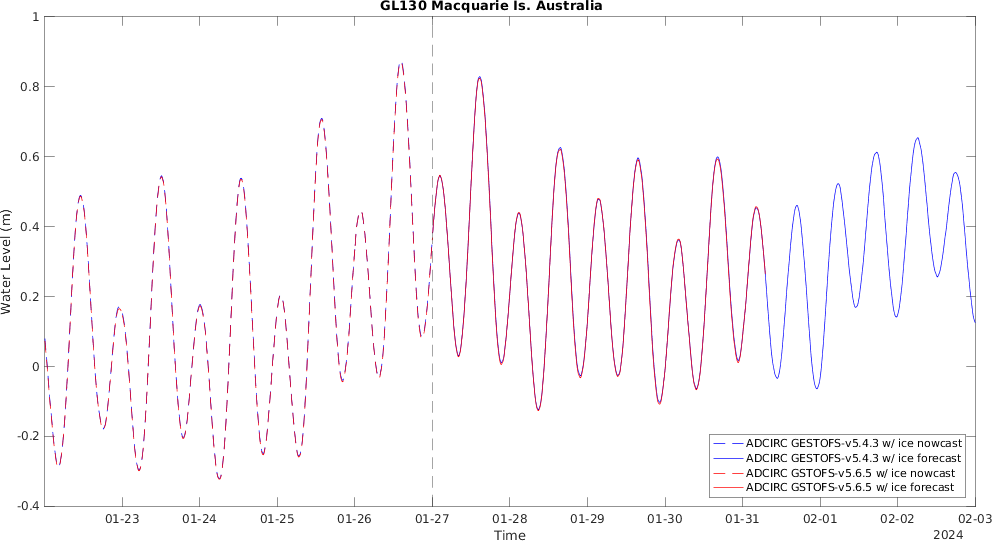 GL130 Macquarie Is. Australia
Water Level (m)
1
0.8
0.6
0.4
0.2
0
-0.2
-0.4
ADCIRC GESTOFS-v5.4.3 w/ ice nowcast
ADCIRC GESTOFS-v5.4.3 w/ ice forecast
ADCIRC GSTOFS-v5.6.5 w/ ice nowcast
ADCIRC GSTOFS-v5.6.5 w/ ice forecast
01-23 01-24 01-25 01-26 01-27 01-28 01-29 01-30 01-31 02-01 02-02 02-03
Time
2024